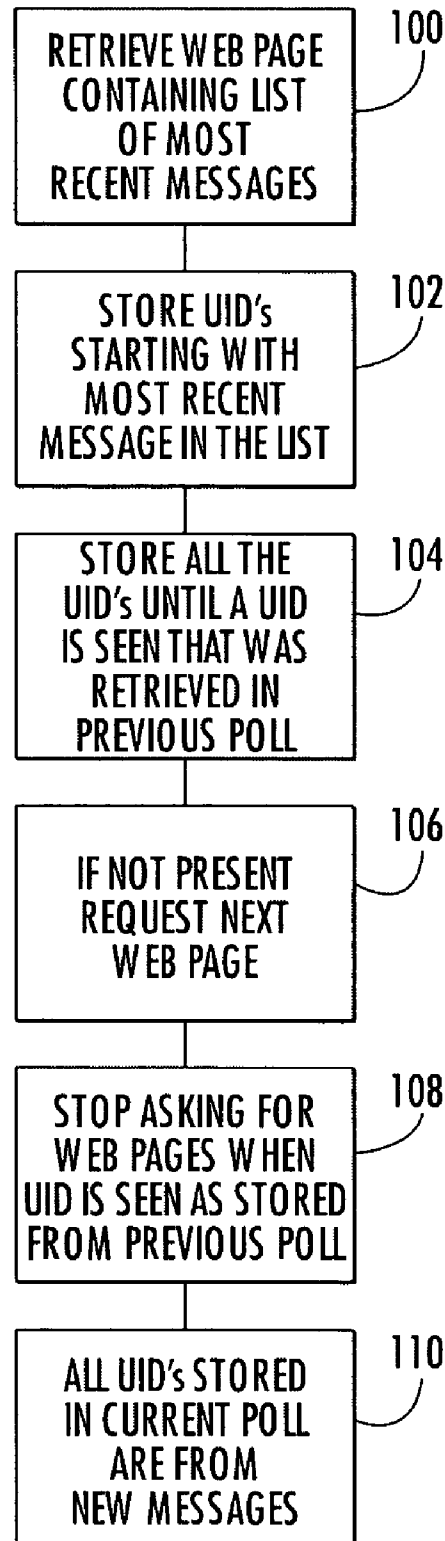 100
RETRIEVE WEB PAGE
CONTAINING LIST
OF MOST
RECENT MESSAGES
102
STORE UID's
STARTING WITH
MOST RECENT
MESSAGE IN THE LIST
104
STORE ALL THE
UID's UNTIL A UID
IS SEEN THAT WAS
RETRIEVED IN
PREVIOUS POLL
106
IF NOT PRESENT
REQUEST NEXT
WEB PAGE
108
STOP ASKING FOR
WEB PAGES WHEN
UID IS SEEN AS STORED
FROM PREVIOUS POLL
110
ALL UID's STORED
IN CURRENT POLL
ARE FROM
NEW MESSAGES